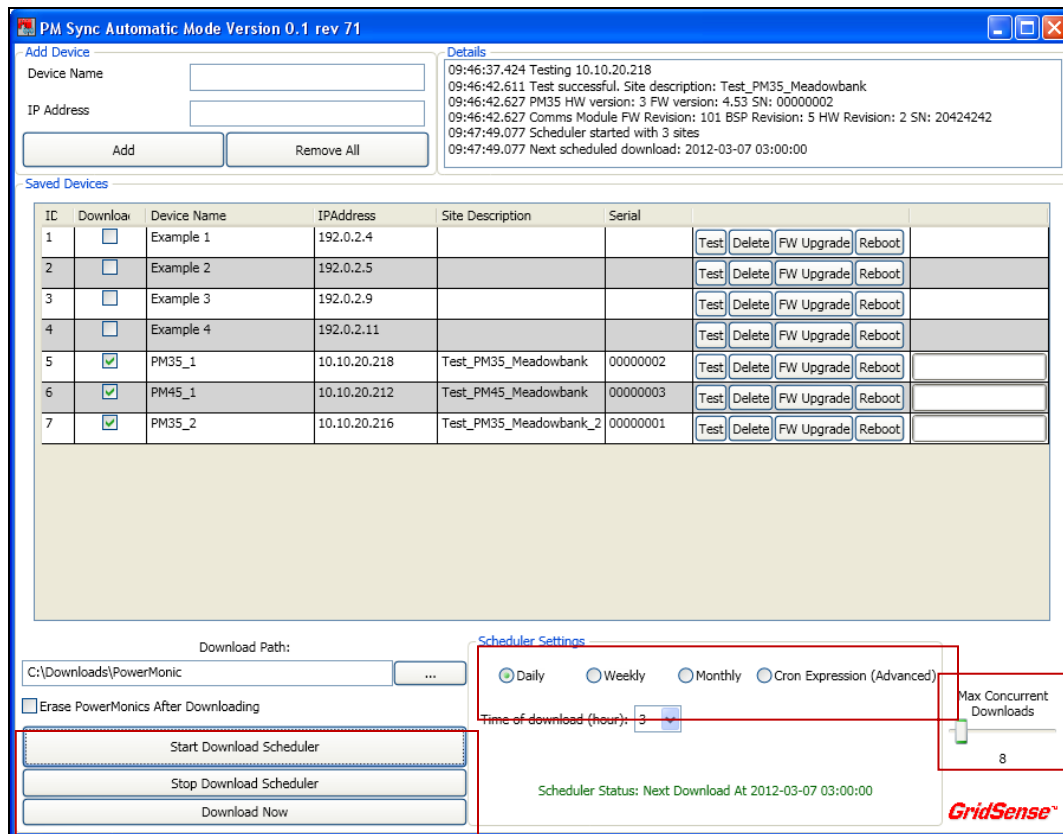 PM Sync Automatic Mode Version 0.1 rev 71
Add Device
Device Name
IP Address
Add
Remove All
Details
09:46:37.424 Testing 10.10.20.218
09:46:42.611 Test successful. Site description: Test_PM35_Meadowbank
09:46:42.627 PM35 HW version: 3 FW version: 4.53 SN: 00000002
09:46:42.627 Comms Module FW Revision: 101 BSP Revision: 5 HW Revision: 2 SN: 20424242
09:47:49.077 Scheduler started with 3 sites
09:47:49.077 Next scheduled download: 2012-03-07 03:00:00
Saved Devices
ID Downloa Device Name IPAddress Site Description Serial
1 Example 1 192.0.2.4 Test Delete FW Upgrade Reboot
2 Example 2 192.0.2.5 Test Delete FW Upgrade Reboot
3 Example 3 192.0.2.9 Test Delete FW Upgrade Reboot
4 Example 4 192.0.2.11 Test Delete FW Upgrade Reboot
5 PM35_1 10.10.20.218 Test_PM35_Meadowbank 00000002 Test Delete FW Upgrade Reboot
6 PM45_1 10.10.20.212 Test_PM45_Meadowbank 00000003 Test Delete FW Upgrade Reboot
7 PM35_2 10.10.20.216 Test_PM35_Meadowbank_2 00000001 Test Delete FW Upgrade Reboot
Download Path:
C:\Downloads\PowerMonic
...
Erase PowerMonics After Downloading
Start Download Scheduler
Stop Download Scheduler
Download Now
Scheduler Settings
Daily Weekly Monthly Cron Expression (Advanced)
Time of download (hour): 3
Scheduler Status: Next Download At 2012-03-07 03:00:00
Max Concurrent
Downloads
8
GridSense™